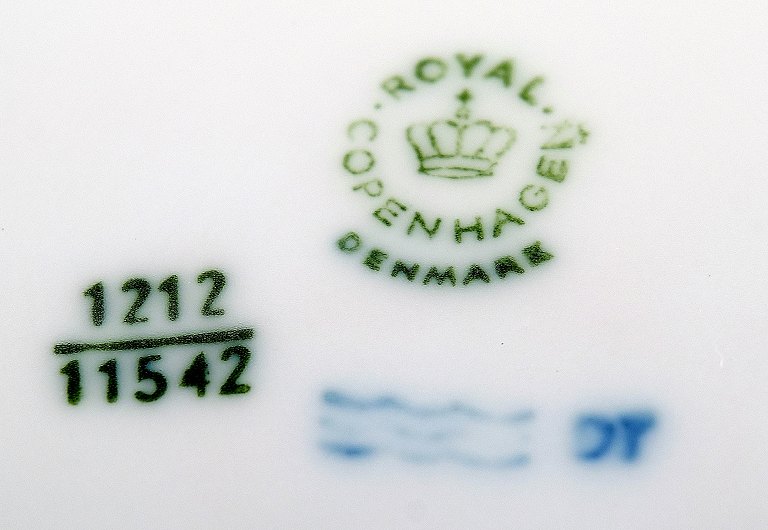 ROYAL
COPENHAGEN
DENMARK
1212
11542